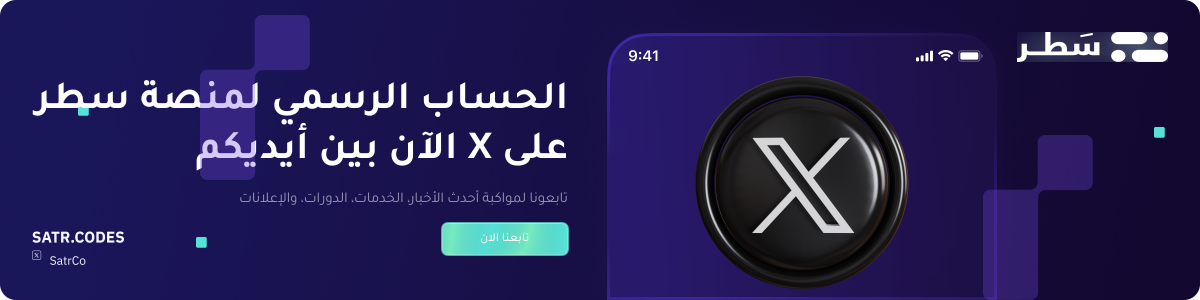 سَطر
9:41
الحساب الرسمي لمنصة سطر
على X الآن بين أيديكم
تابعونا لمواكبة أحدث الأخبار، الخدمات، الدورات، والإعلانات
تابعنا الان
SATR.CODES
X SatrCo